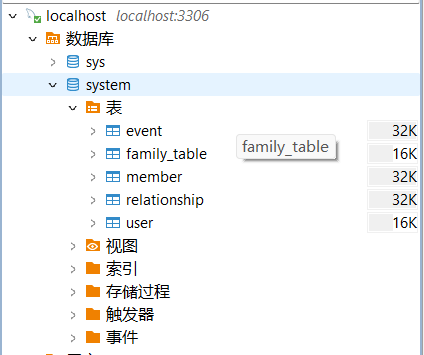 localhost localhost:3306
数据库
sys
system
表
event 32K
family_table 16K
family_table
member 32K
relationship 32K
user 16K
视图
索引
存储过程
触发器
事件